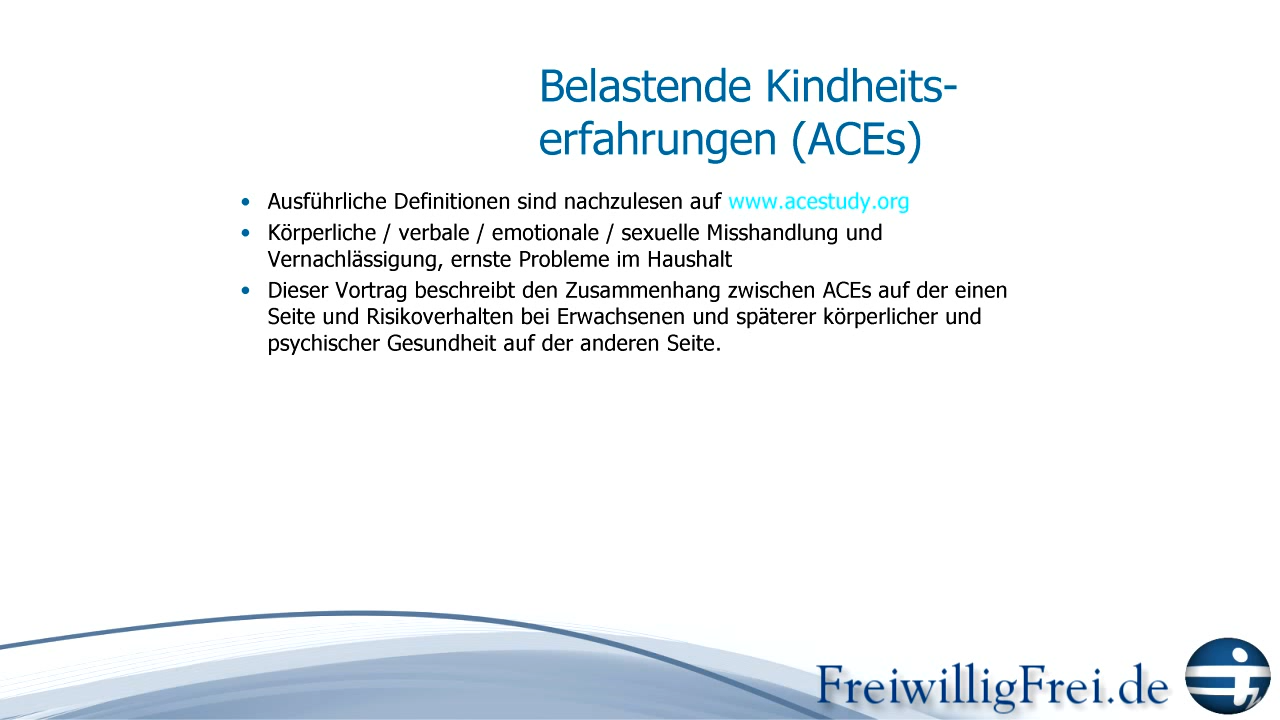 Belastende Kindheits-
erfahrungen (ACEs)
• Ausführliche Definitionen sind nachzulesen auf www.acestudy.org
• Körperliche / verbale / emotionale / sexuelle Misshandlung und
Vernachlässigung, ernste Probleme im Haushalt
• Dieser Vortrag beschreibt den Zusammenhang zwischen ACEs auf der einen
Seite und Risikoverhalten bei Erwachsenen und späterer körperlicher und
psychischer Gesundheit auf der anderen Seite.
FreiwilligFrei.de